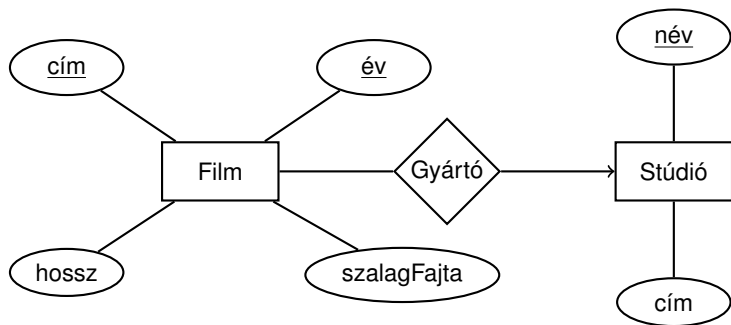 név
cím
év
Film
Gyártó
Stúdió
hossz
szalagFajta
cím